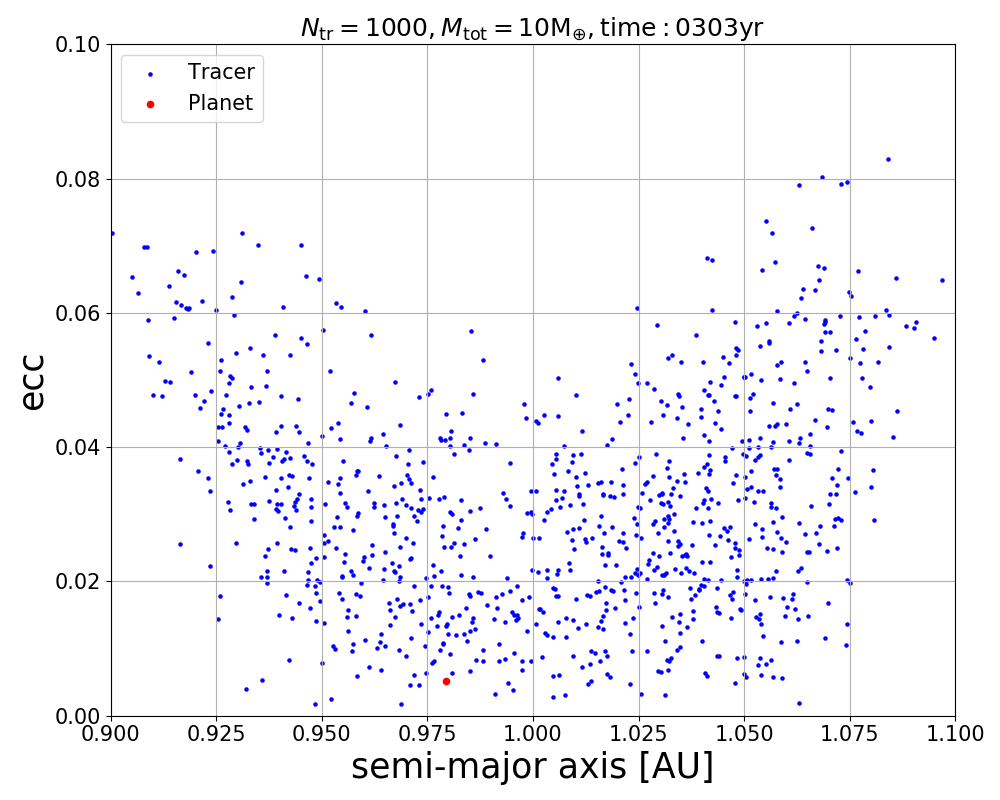 N_tr = 1000, M_tot = 10M_⊕, time : 0303yr
Tracer
Planet
0.10
0.08
0.06
0.04
0.02
0.00
ecc
0.900 0.925 0.950 0.975 1.000 1.025 1.050 1.075 1.100
semi-major axis [AU]